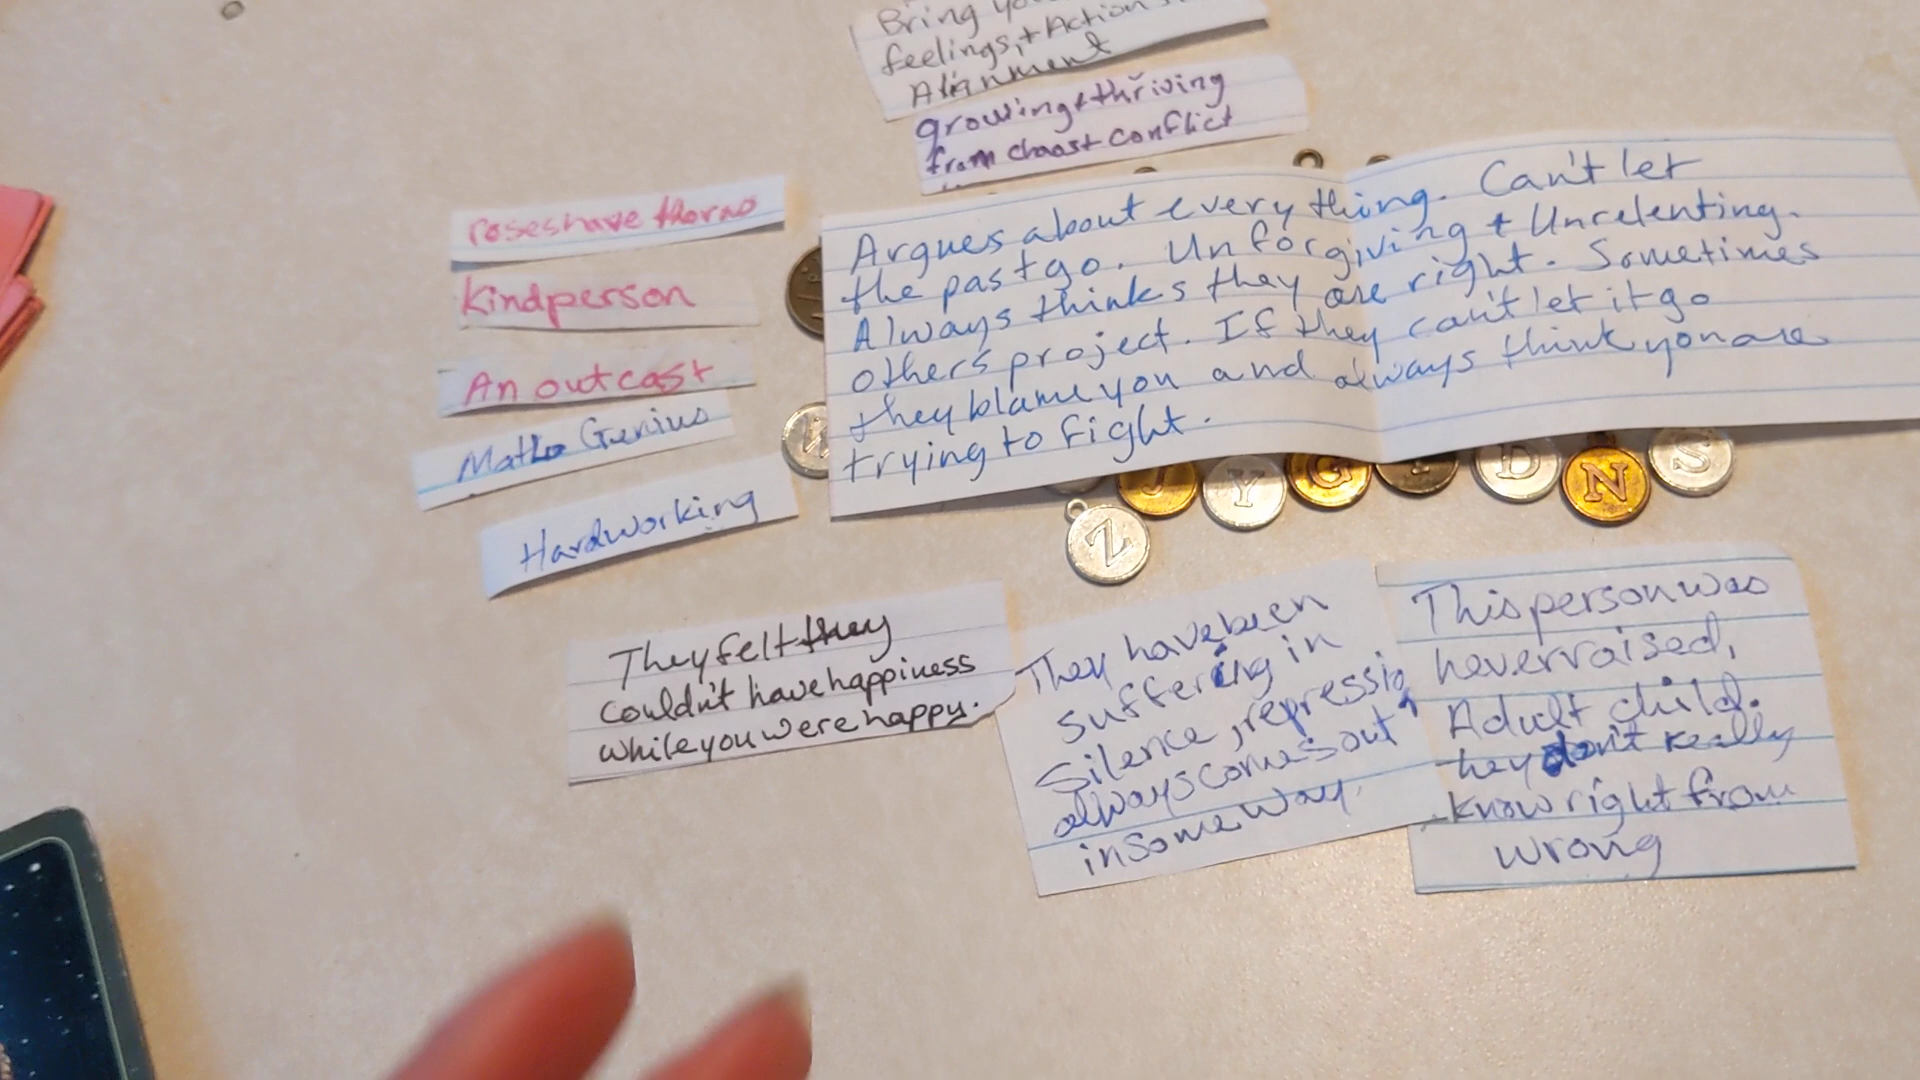 Bring
feelings, + Action
Alignment
growing & thriving
from chaos + conflict
roses have thorns
Kind person
An outcast
Math Genius
Hardworking
Argues about everything. Can't let
the past go. Unforgiving + Unrelenting.
Always thinks they are right. Sometimes
others project. If they can't let it go
they blame you and always think you are
trying to fight.
J Y G D N S
Z
They felt they
couldn't have happiness
while you were happy.
They have been
suffering in
Silence, repressio
always comes out
in some way.
This person was
never raised,
Adult child.
they don't really
know right from
wrong